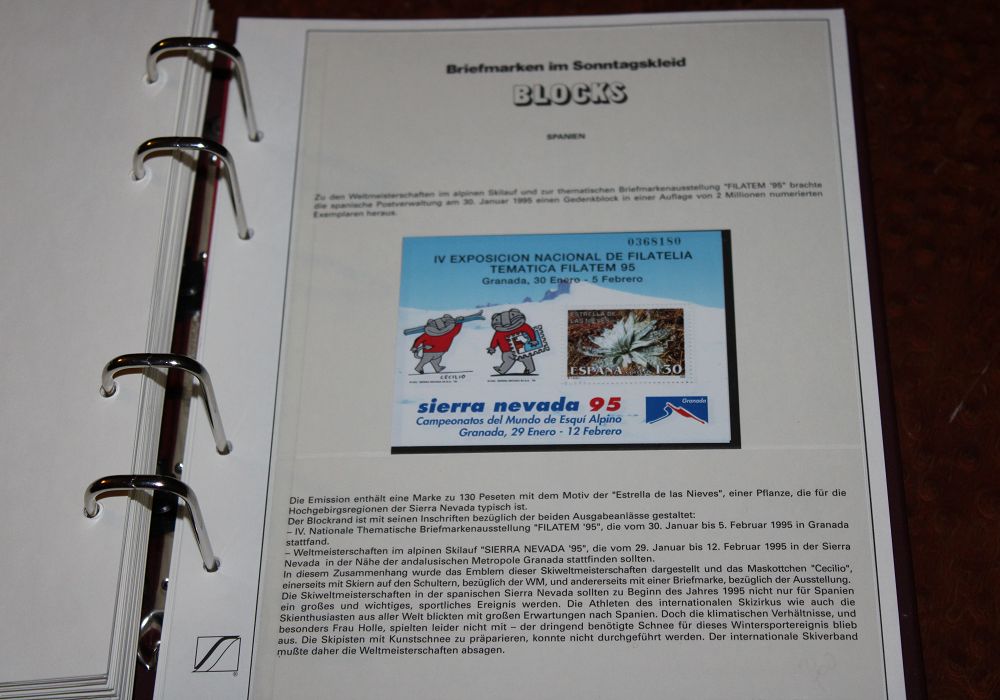 Briefmarken im Sonntagskleid
BLOCKS
SPANIEN
Zu den Weltmeisterschaften im alpinen Skilauf und zur thematischen Briefmarkenausstellung "FILATEM '95" brachte
die spanische Postverwaltung am 30. Januar 1995 einen Gedenkblock in einer Auflage von 2 Millionen numerierten
Exemplaren heraus.
0368180
IV EXPOSICION NACIONAL DE FILATELIA
TEMATICA FILATEM 95
Granada, 30 Enero - 5 Febrero
ESTRELLA DE
LAS NIEVES
ESPAÑA 130
CECILIO
sierra nevada 95
Granada
Campeonatos del Mundo de Esquí Alpino
Granada, 29 Enero - 12 Febrero
Die Emission enthält eine Marke zu 130 Peseten mit dem Motiv der "Estrella de las Nieves", einer Pflanze, die für die
Hochgebirgsregionen der Sierra Nevada typisch ist.
Der Blockrand ist mit seinen Inschriften bezüglich der beiden Ausgabeanlässe gestaltet:
– IV. Nationale Thematische Briefmarkenausstellung "FILATEM '95", die vom 30. Januar bis 5. Februar 1995 in Granada
stattfand.
– Weltmeisterschaften im alpinen Skilauf "SIERRA NEVADA '95", die vom 29. Januar bis 12. Februar 1995 in der Sierra
Nevada in der Nähe der andalusischen Metropole Granada stattfinden sollten.
In diesem Zusammenhang wurde das Emblem dieser Skiweltmeisterschaften dargestellt und das Maskottchen "Cecilio",
einerseits mit Skiern auf den Schultern, bezüglich der WM, und andererseits mit einer Briefmarke, bezüglich der Ausstellung.
Die Skiweltmeisterschaften in der spanischen Sierra Nevada sollten zu Beginn des Jahres 1995 nicht nur für Spanien
ein großes und wichtiges, sportliches Ereignis werden. Die Athleten des internationalen Skizirkus wie auch die
Skienthusiasten aus aller Welt blickten mit großen Erwartungen nach Spanien. Doch die klimatischen Verhältnisse, und
besonders Frau Holle, spielten leider nicht mit – der dringend benötigte Schnee für dieses Wintersportereignis blieb
aus. Die Skipisten mit Kunstschnee zu präparieren, konnte nicht durchgeführt werden. Der internationale Skiverband
mußte daher die Weltmeisterschaften absagen.